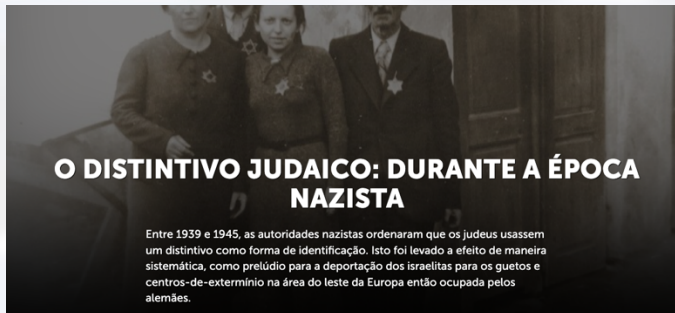 O DISTINTIVO JUDAICO: DURANTE A ÉPOCA
NAZISTA
Entre 1939 e 1945, as autoridades nazistas ordenaram que os judeus usassem
um distintivo como forma de identificação. Isto foi levado a efeito de maneira
sistemática, como prelúdio para a deportação dos israelitas para os guetos e
centros-de-extermínio na área do leste da Europa então ocupada pelos
alemães.